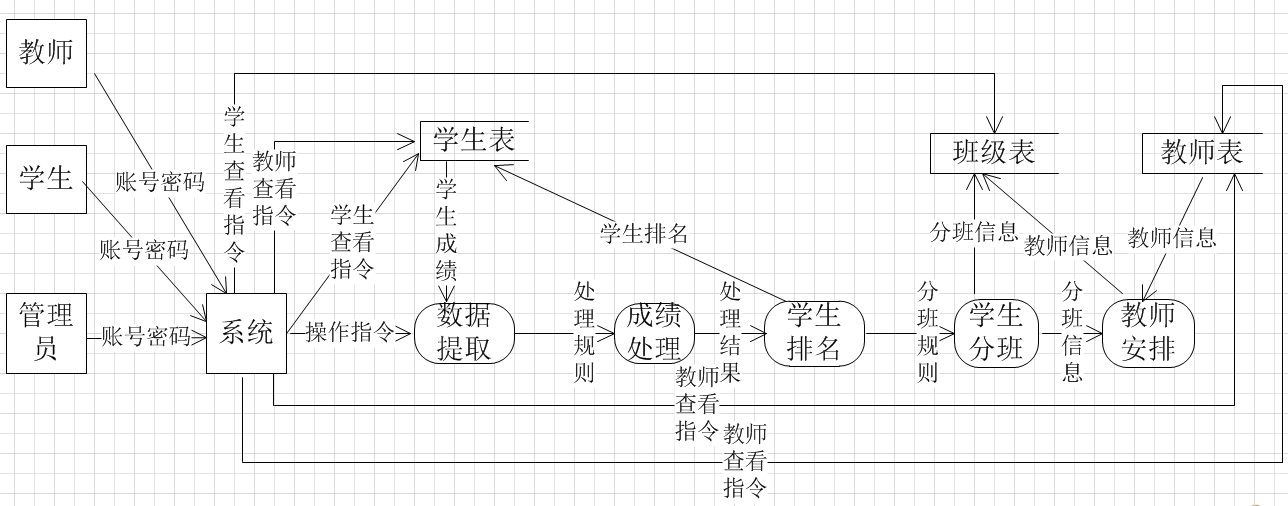 教师
学生
管理
员
账号密码
账号密码
账号密码
系统
学
生
查
看
指
令
教师
查看
指令
学生
查看
指令
操作指令
学生表
学
生
成
绩
数据
提取
处
理
规
则
成绩
处理
处
理
结
果
学生排名
学生
排名
分
班
规
则
学生
分班
分
班
信
息
教师
安排
班级表
教师表
分班信息
教师信息
教师信息
教师
查看
指令
教师
查看
指令